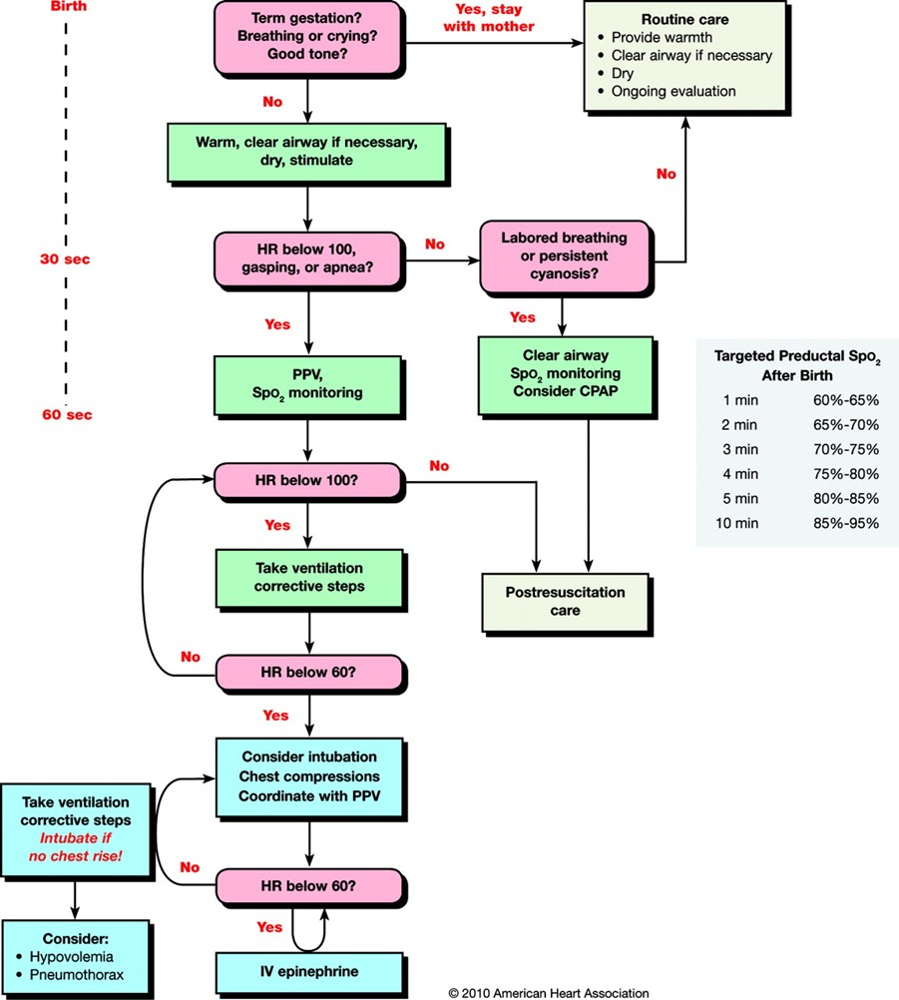 Birth
Term gestation?
Breathing or crying?
Good tone?
Yes, stay
with mother
Routine care
• Provide warmth
• Clear airway if necessary
• Dry
• Ongoing evaluation
No
Warm, clear airway if necessary,
dry, stimulate
No
30 sec
HR below 100,
gasping, or apnea?
No
Labored breathing
or persistent
cyanosis?
Yes
Yes
PPV,
SpO₂ monitoring
Clear airway
SpO₂ monitoring
Consider CPAP
60 sec
Targeted Preductal SpO₂
After Birth
1 min 60%-65%
2 min 65%-70%
3 min 70%-75%
4 min 75%-80%
5 min 80%-85%
10 min 85%-95%
HR below 100?
No
Yes
Take ventilation
corrective steps
Postresuscitation
care
No
HR below 60?
Yes
Consider intubation
Chest compressions
Coordinate with PPV
Take ventilation
corrective steps
Intubate if
no chest rise!
No
HR below 60?
Yes
Consider:
• Hypovolemia
• Pneumothorax
IV epinephrine
© 2010 American Heart Association